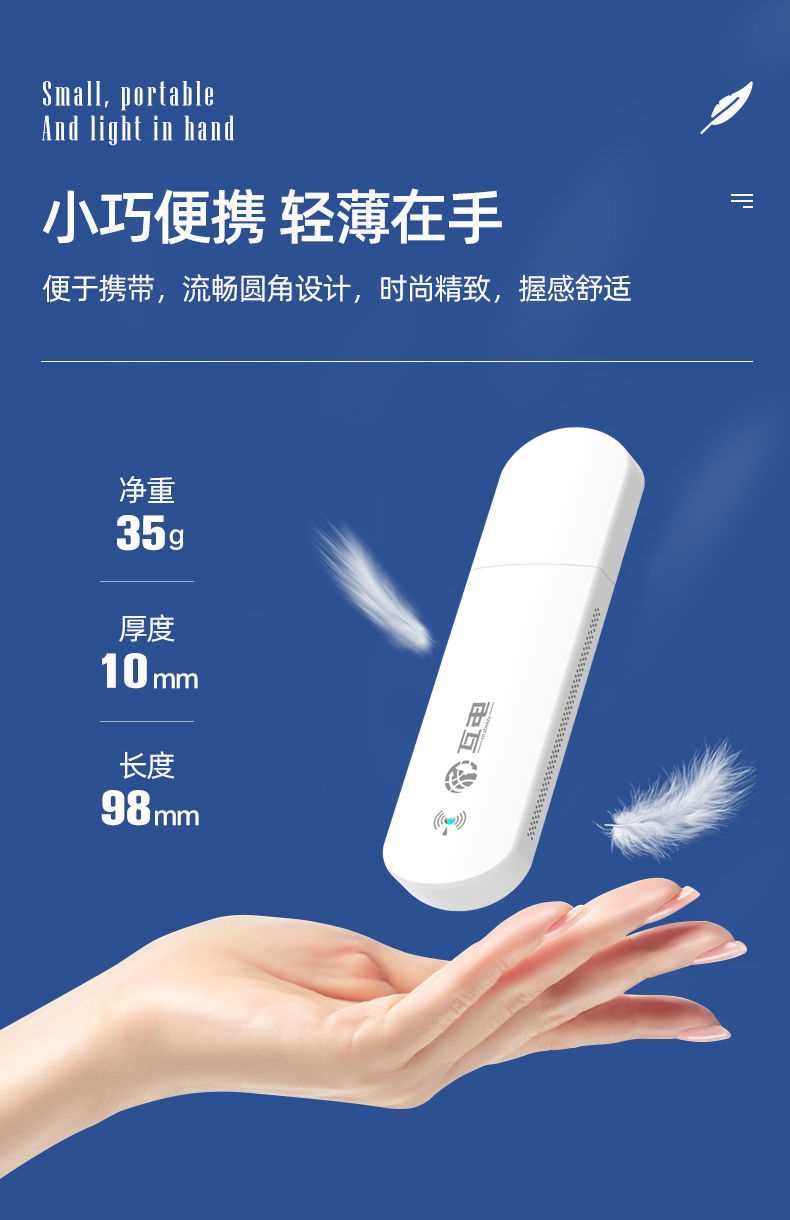 Small, portable
And light in hand
小巧便携 轻薄在手
便于携带，流畅圆角设计，时尚精致，握感舒适
净重
35g
厚度
10mm
长度
98mm